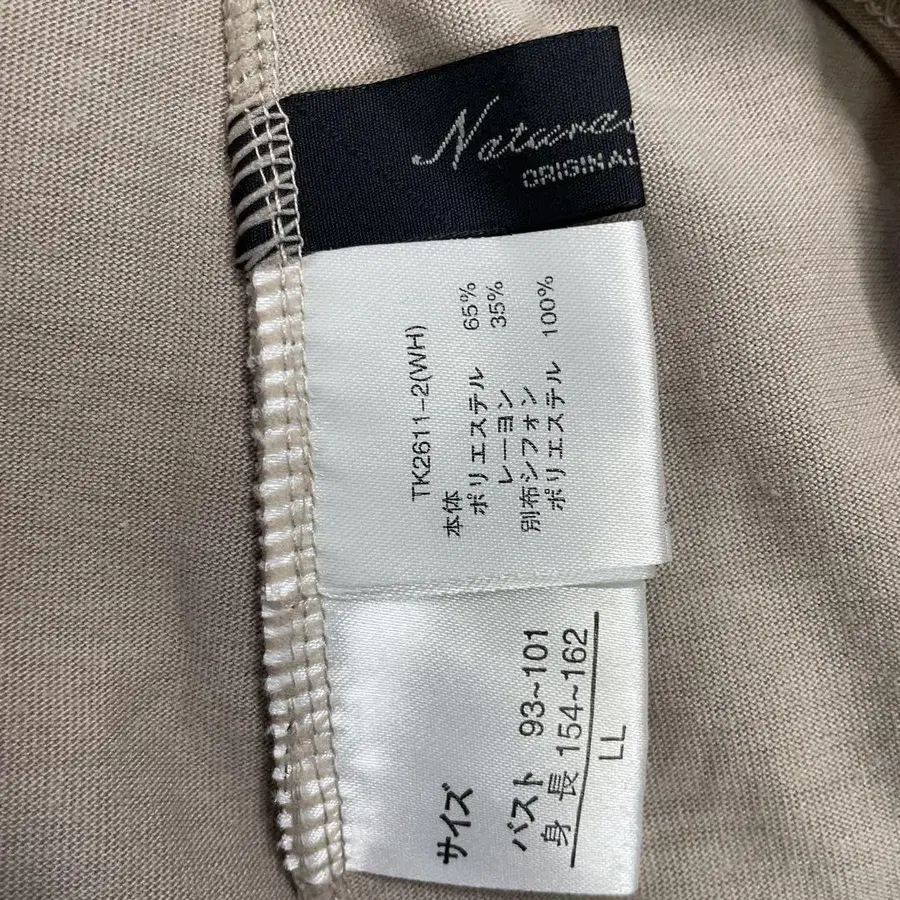 ORIGINAL
TK2611-2(WH)
本体
ポリエステル 65%
レーヨン 35%
別布シフォン
ポリエステル 100%
サイズ
バスト 93~101
身長 154~162
LL